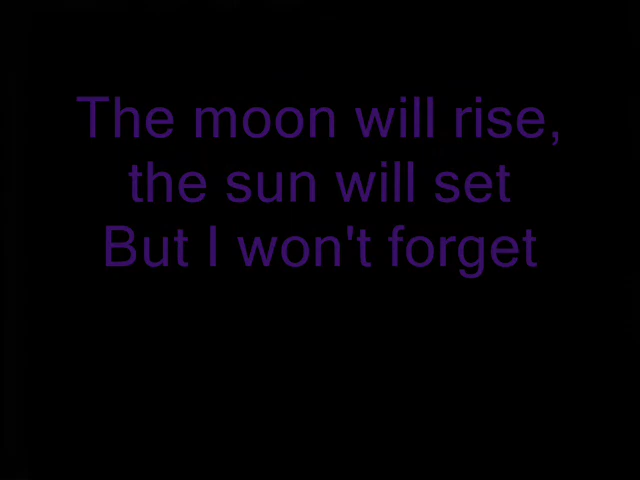 The moon will rise,
the sun will set
But I won't forget